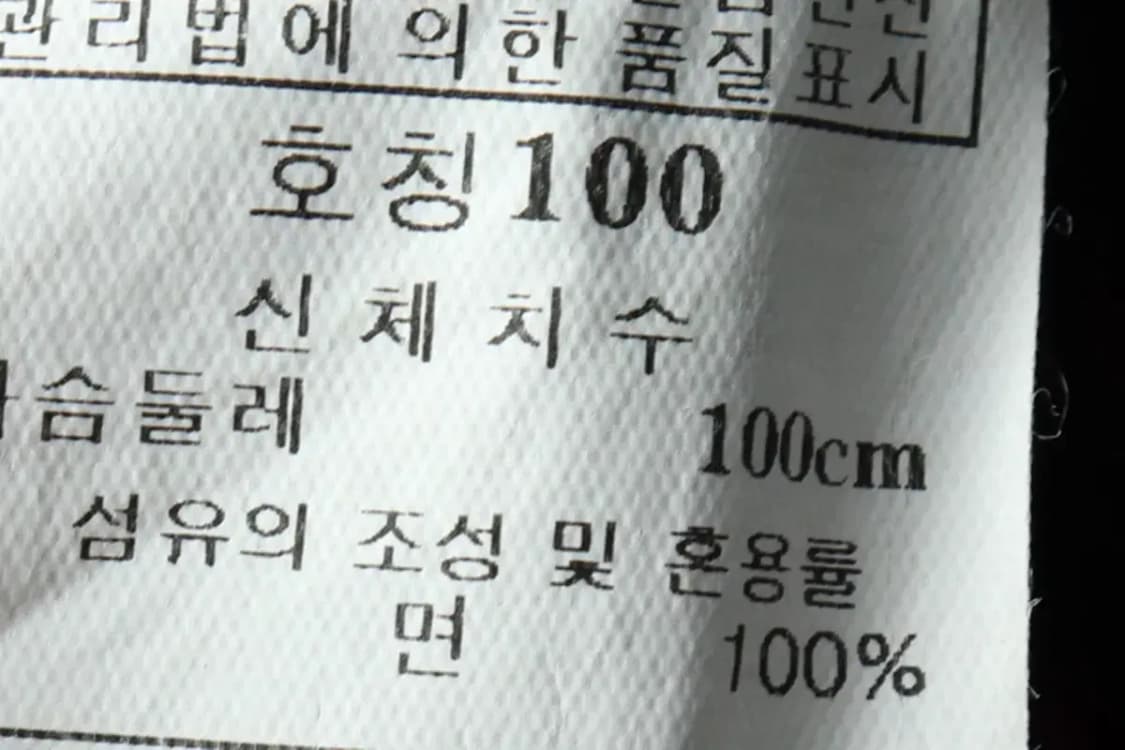 관리법에 의한 품질표시
호칭100
신체치수
가슴둘레 100cm
섬유의 조성 및 혼용률
면 100%